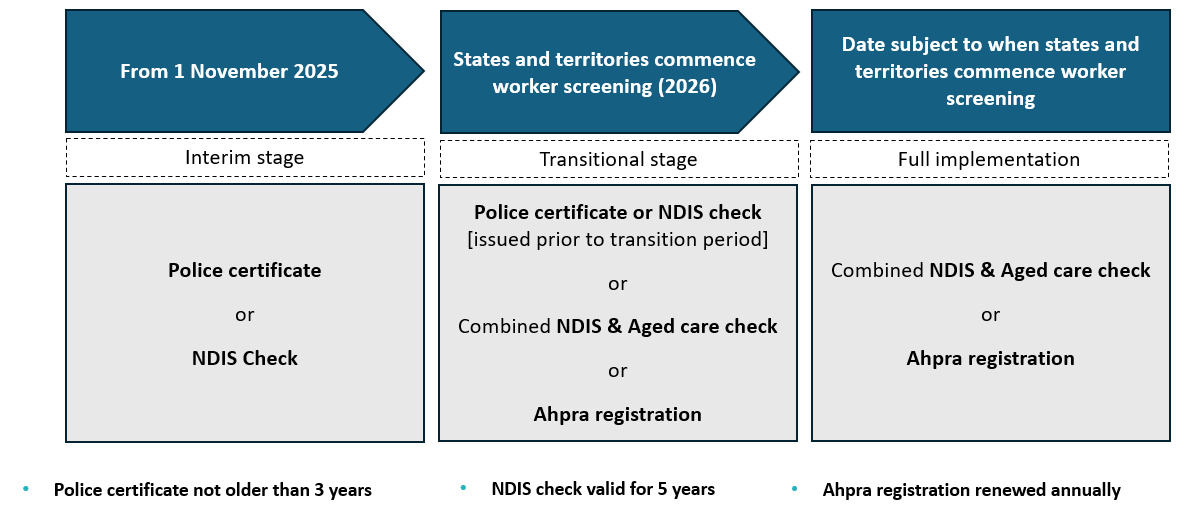 From 1 November 2025
States and territories commence
worker screening (2026)
Date subject to when states and
territories commence worker
screening
Interim stage
Transitional stage
Full implementation
Police certificate
or
NDIS Check
Police certificate or NDIS check
[issued prior to transition period]
or
Combined NDIS & Aged care check
or
Ahpra registration
Combined NDIS & Aged care check
or
Ahpra registration
• Police certificate not older than 3 years
• NDIS check valid for 5 years
• Ahpra registration renewed annually